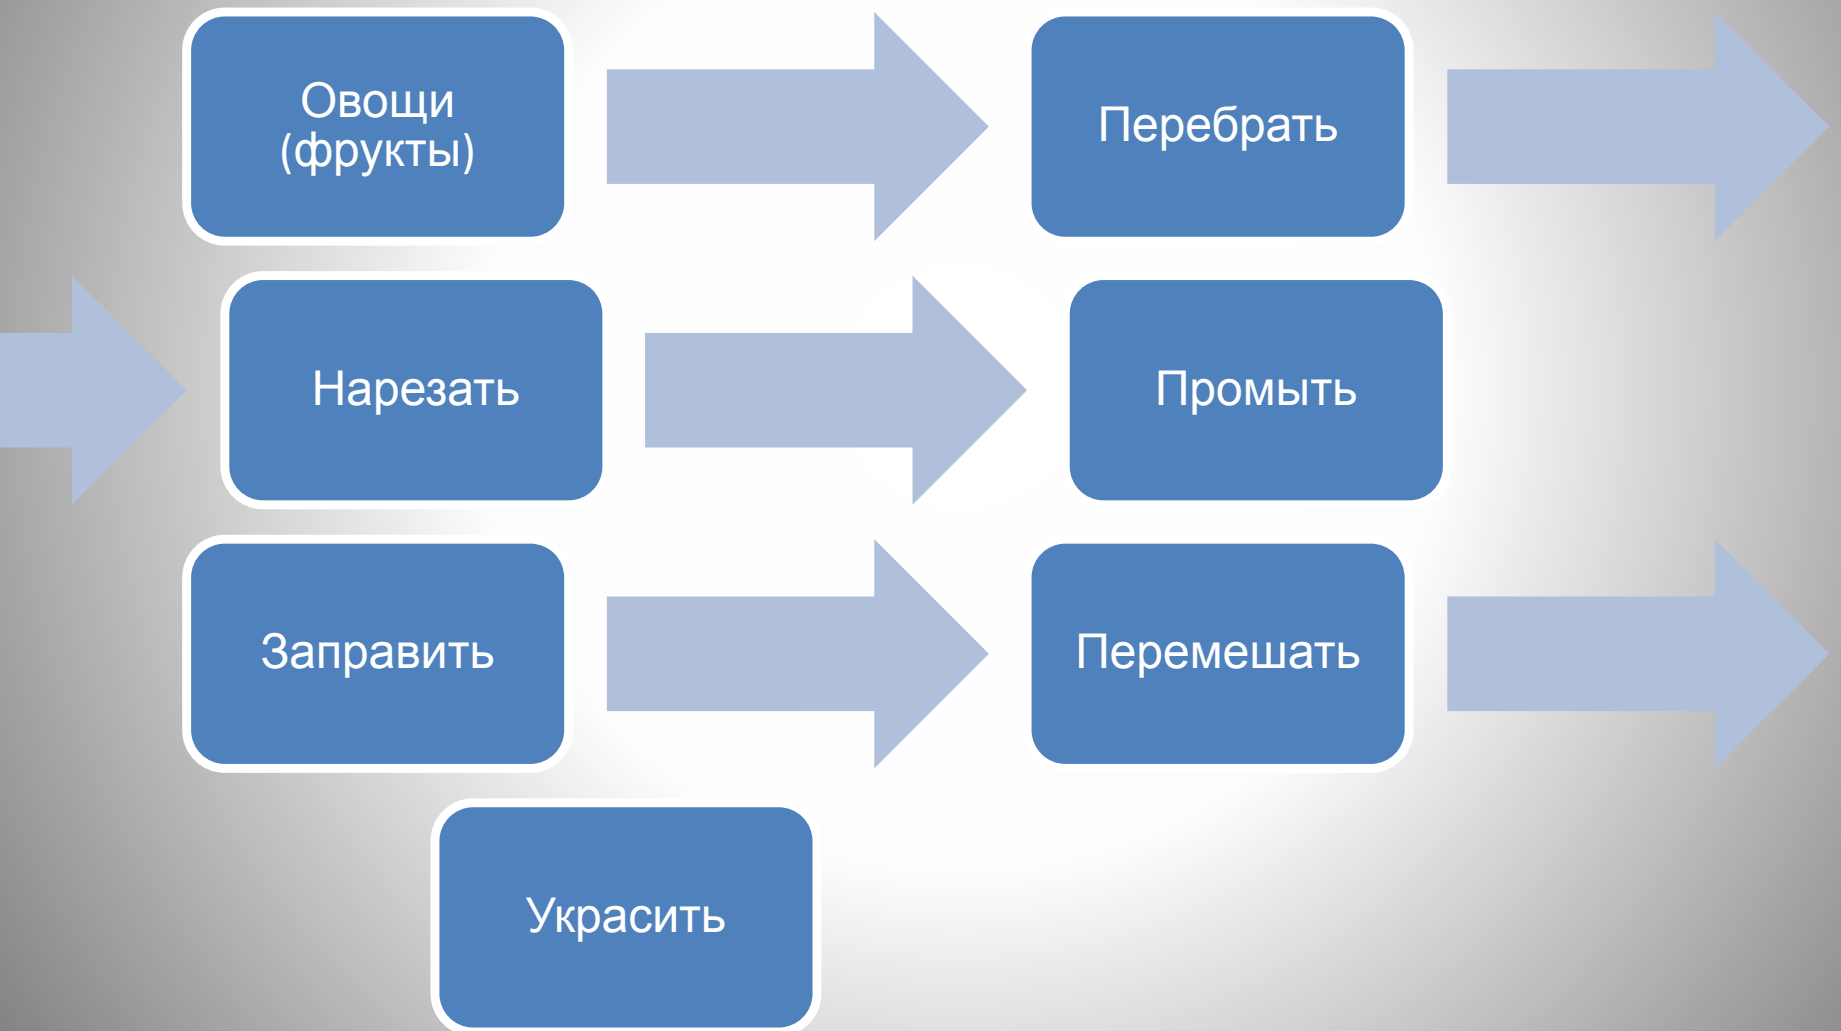 Овощи
(фрукты)
Перебрать
Нарезать
Промыть
Заправить
Перемешать
Украсить